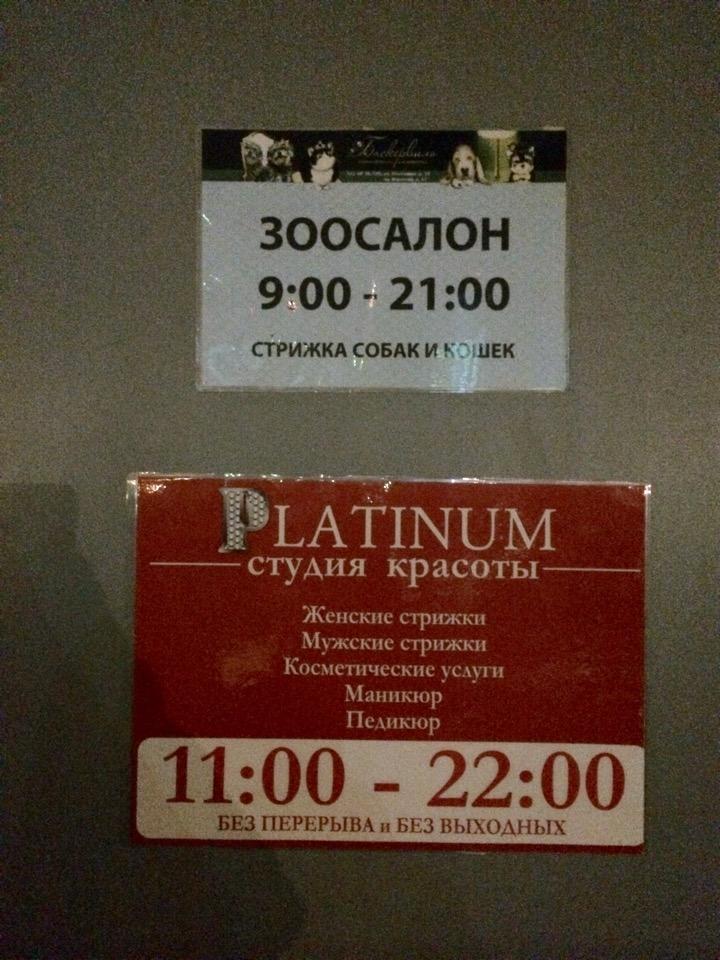 Баскервиль
ЗООСАЛОН
9:00 - 21:00
СТРИЖКА СОБАК И КОШЕК
PLATINUM
студия красоты
Женские стрижки
Мужские стрижки
Косметические услуги
Маникюр
Педикюр
11:00 - 22:00
БЕЗ ПЕРЕРЫВА и БЕЗ ВЫХОДНЫХ